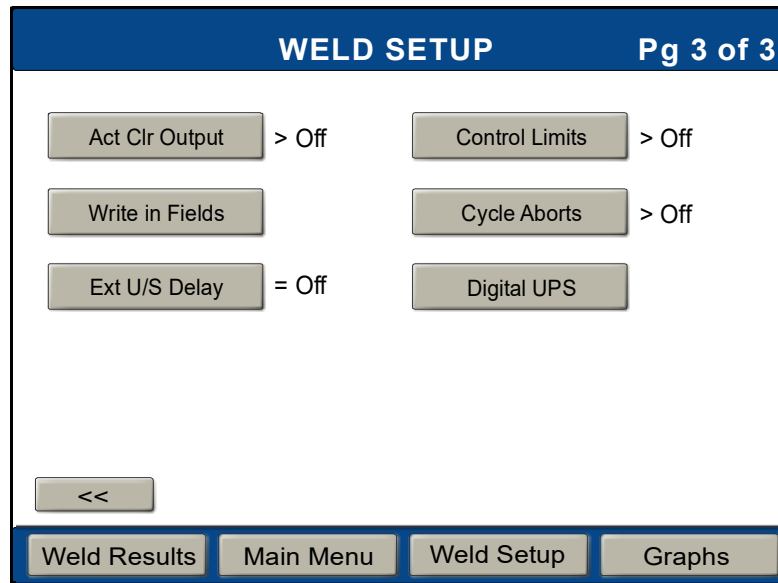 WELD SETUP Pg 3 of 3
Act Clr Output > Off Control Limits > Off
Write in Fields Cycle Aborts > Off
Ext U/S Delay = Off Digital UPS
<<
Weld Results Main Menu Weld Setup Graphs